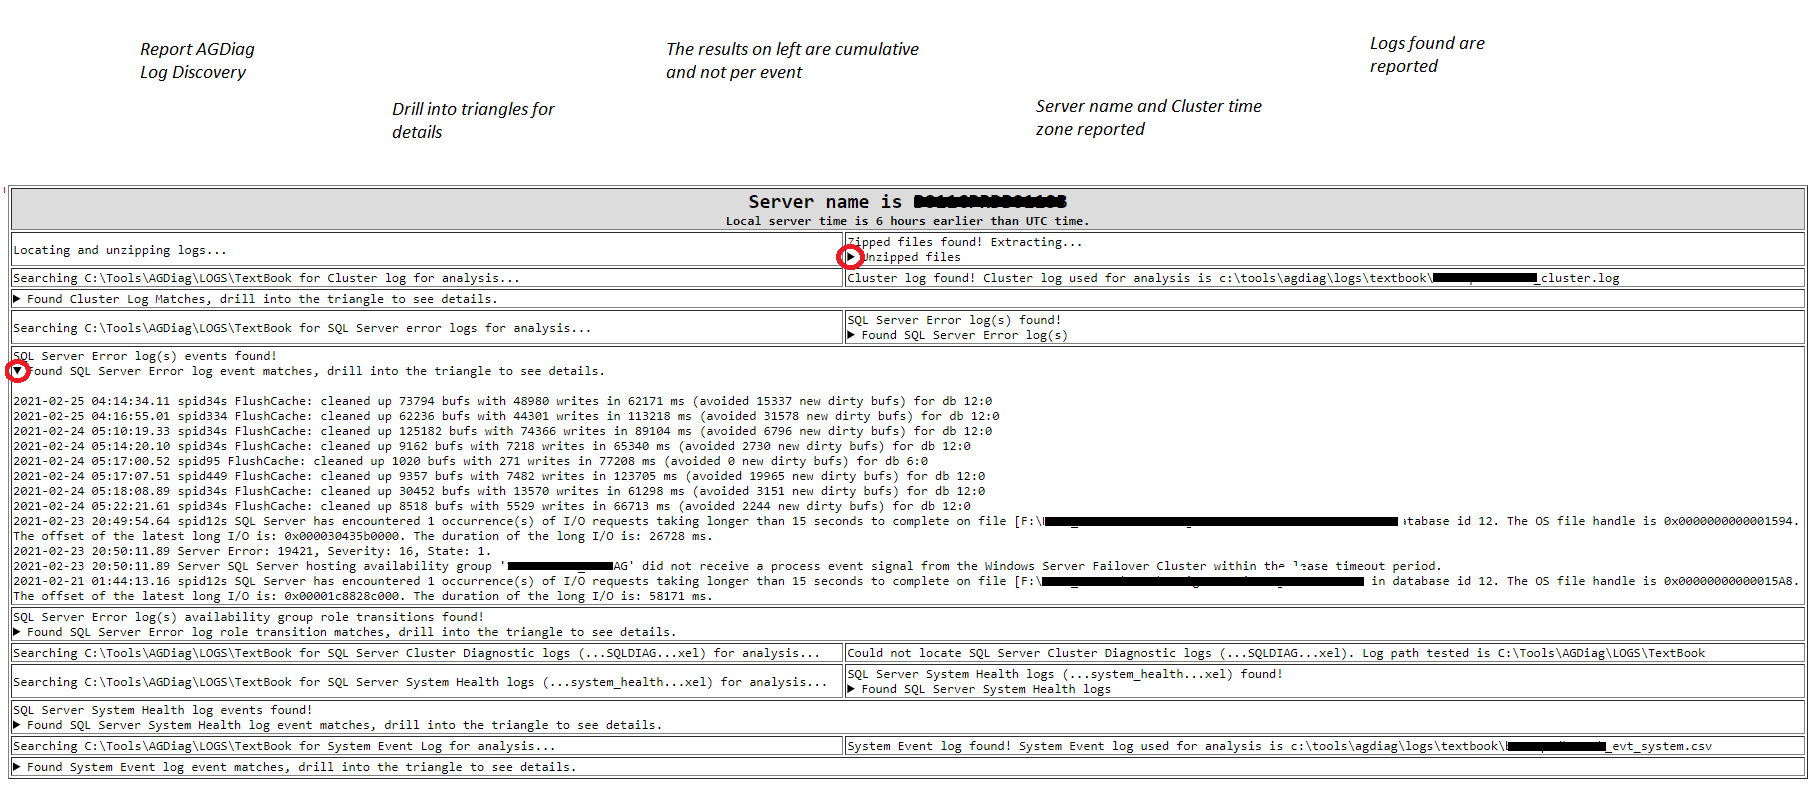 Report AGDiag
Log Discovery
Drill into triangles for
details
The results on left are cumulative
and not per event
Server name and Cluster time
zone reported
Logs found are
reported
Server name is
Local server time is 6 hours earlier than UTC time.
Locating and unzipping logs...
Zipped files found! Extracting...
Unzipped files
Searching C:\Tools\AGDiag\LOGS\TextBook for Cluster log for analysis...
Cluster log found! Cluster log used for analysis is c:\tools\agdiag\logs\textbook\ _cluster.log
Found Cluster Log Matches, drill into the triangle to see details.
Searching C:\Tools\AGDiag\LOGS\TextBook for SQL Server error logs for analysis...
SQL Server Error log(s) found!
Found SQL Server Error log(s)
SQL Server Error log(s) events found!
Found SQL Server Error log event matches, drill into the triangle to see details.
2021-02-25 04:14:34.11 spid34s FlushCache: cleaned up 73794 bufs with 48980 writes in 62171 ms (avoided 15337 new dirty bufs) for db 12:0
2021-02-25 04:16:55.01 spid334 FlushCache: cleaned up 62236 bufs with 44301 writes in 113218 ms (avoided 31578 new dirty bufs) for db 12:0
2021-02-24 05:10:19.33 spid34s FlushCache: cleaned up 125182 bufs with 74366 writes in 89104 ms (avoided 6796 new dirty bufs) for db 12:0
2021-02-24 05:14:20.10 spid34s FlushCache: cleaned up 9162 bufs with 7218 writes in 65340 ms (avoided 2730 new dirty bufs) for db 12:0
2021-02-24 05:17:00.52 spid95 FlushCache: cleaned up 1020 bufs with 271 writes in 77208 ms (avoided 0 new dirty bufs) for db 6:0
2021-02-24 05:17:07.51 spid449 FlushCache: cleaned up 9357 bufs with 7482 writes in 123705 ms (avoided 19965 new dirty bufs) for db 12:0
2021-02-24 05:18:08.89 spid34s FlushCache: cleaned up 30452 bufs with 13570 writes in 61298 ms (avoided 3151 new dirty bufs) for db 12:0
2021-02-24 05:22:21.61 spid34s FlushCache: cleaned up 8518 bufs with 5529 writes in 66713 ms (avoided 2244 new dirty bufs) for db 12:0
2021-02-23 20:49:54.64 spid12s SQL Server has encountered 1 occurrence(s) of I/O requests taking longer than 15 seconds to complete on file [F:\ atabase id 12. The OS file handle is 0x0000000000001594.
The offset of the latest long I/O is: 0x000030435b0000. The duration of the long I/O is: 26728 ms.
2021-02-23 20:50:11.89 Server Error: 19421, Severity: 16, State: 1.
2021-02-23 20:50:11.89 Server SQL Server hosting availability group ' AG' did not receive a process event signal from the Windows Server Failover Cluster within the lease timeout period.
2021-02-21 01:44:13.16 spid12s SQL Server has encountered 1 occurrence(s) of I/O requests taking longer than 15 seconds to complete on file [F:\ in database id 12. The OS file handle is 0x00000000000015A8.
The offset of the latest long I/O is: 0x00001c8828c000. The duration of the long I/O is: 58171 ms.
SQL Server Error log(s) availability group role transitions found!
Found SQL Server Error log role transition matches, drill into the triangle to see details.
Searching C:\Tools\AGDiag\LOGS\TextBook for SQL Server Cluster Diagnostic logs (...SQLDIAG...xel) for analysis...
Could not locate SQL Server Cluster Diagnostic logs (...SQLDIAG...xel). Log path tested is C:\Tools\AGDiag\LOGS\TextBook
Searching C:\Tools\AGDiag\LOGS\TextBook for SQL Server System Health logs (...system_health...xel) for analysis...
SQL Server System Health logs (...system_health...xel) found!
Found SQL Server System Health logs
SQL Server System Health log events found!
Found SQL Server System Health log event matches, drill into the triangle to see details.
Searching C:\Tools\AGDiag\LOGS\TextBook for System Event Log for analysis...
System Event log found! System Event log used for analysis is c:\tools\agdiag\logs\textbook\ _evt_system.csv
Found System Event log event matches, drill into the triangle to see details.